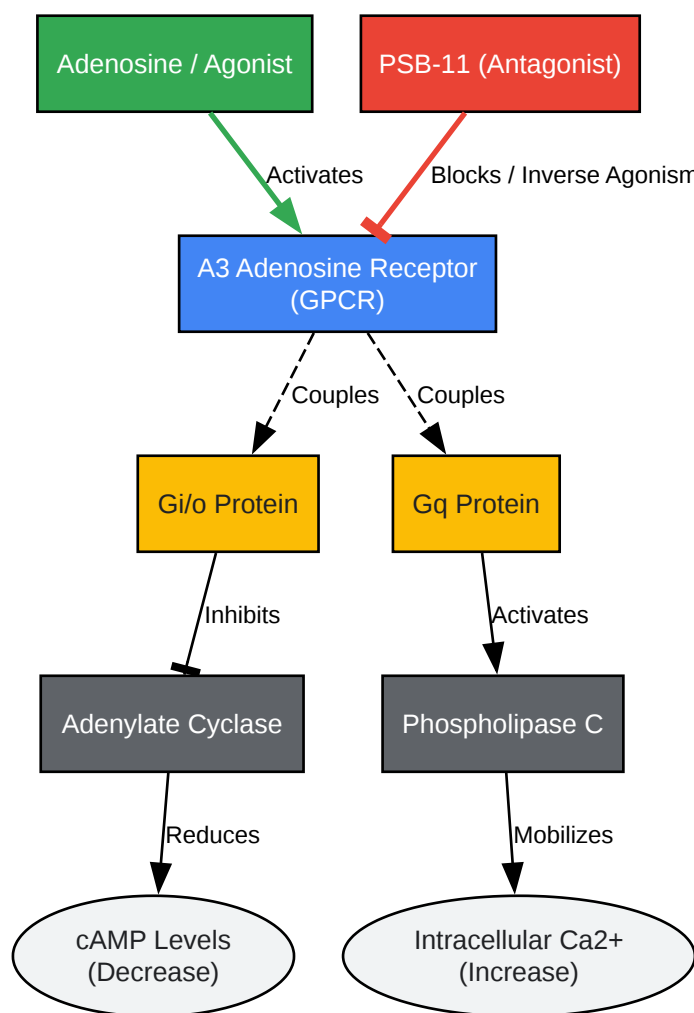 Adenosine / Agonist
PSB-11 (Antagonist)
Activates
Blocks / Inverse Agonism
A3 Adenosine Receptor
(GPCR)
Couples
Couples
Gi/o Protein
Gq Protein
Inhibits
Activates
Adenylate Cyclase
Phospholipase C
Reduces
Mobilizes
cAMP Levels
(Decrease)
Intracellular Ca2+
(Increase)